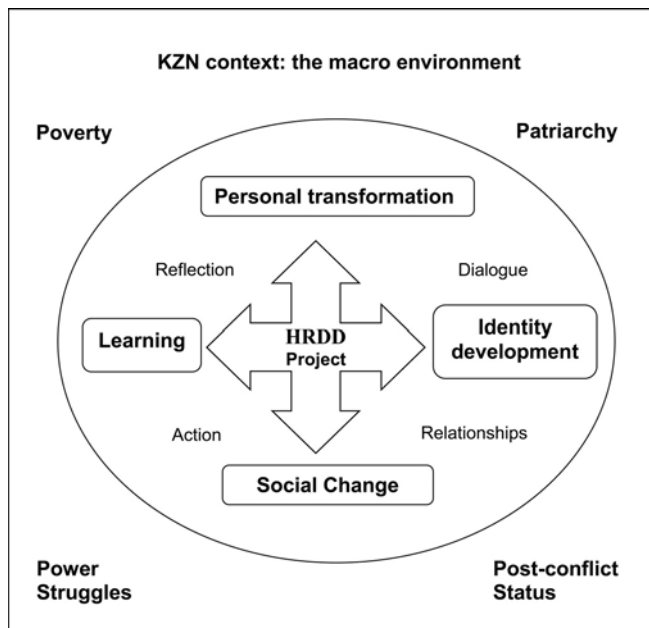 KZN context: the macro environment
Poverty
Patriarchy
Personal transformation
Reflection
Dialogue
Learning
HRDD
Project
Identity
development
Action
Relationships
Social Change
Power
Struggles
Post-conflict
Status